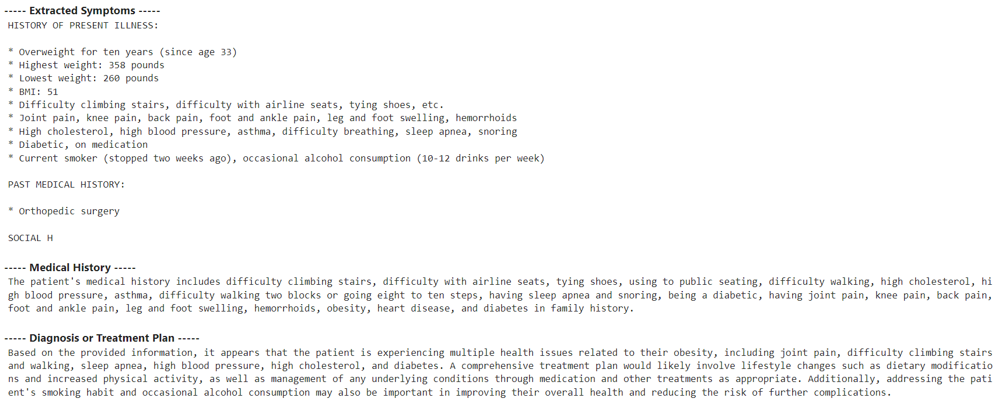 ----- Extracted Symptoms -----
HISTORY OF PRESENT ILLNESS:
* Overweight for ten years (since age 33)
* Highest weight: 358 pounds
* Lowest weight: 260 pounds
* BMI: 51
* Difficulty climbing stairs, difficulty with airline seats, tying shoes, etc.
* Joint pain, knee pain, back pain, foot and ankle pain, leg and foot swelling, hemorrhoids
* High cholesterol, high blood pressure, asthma, difficulty breathing, sleep apnea, snoring
* Diabetic, on medication
* Current smoker (stopped two weeks ago), occasional alcohol consumption (10-12 drinks per week)
PAST MEDICAL HISTORY:
* Orthopedic surgery
SOCIAL H
----- Medical History -----
The patient's medical history includes difficulty climbing stairs, difficulty with airline seats, tying shoes, using to public seating, difficulty walking, high cholesterol, hi
gh blood pressure, asthma, difficulty walking two blocks or going eight to ten steps, having sleep apnea and snoring, being a diabetic, having joint pain, knee pain, back pain,
foot and ankle pain, leg and foot swelling, hemorrhoids, obesity, heart disease, and diabetes in family history.
----- Diagnosis or Treatment Plan -----
Based on the provided information, it appears that the patient is experiencing multiple health issues related to their obesity, including joint pain, difficulty climbing stairs
and walking, sleep apnea, high blood pressure, high cholesterol, and diabetes. A comprehensive treatment plan would likely involve lifestyle changes such as dietary modificatio
ns and increased physical activity, as well as management of any underlying conditions through medication and other treatments as appropriate. Additionally, addressing the pati
ent's smoking habit and occasional alcohol consumption may also be important in improving their overall health and reducing the risk of further complications.